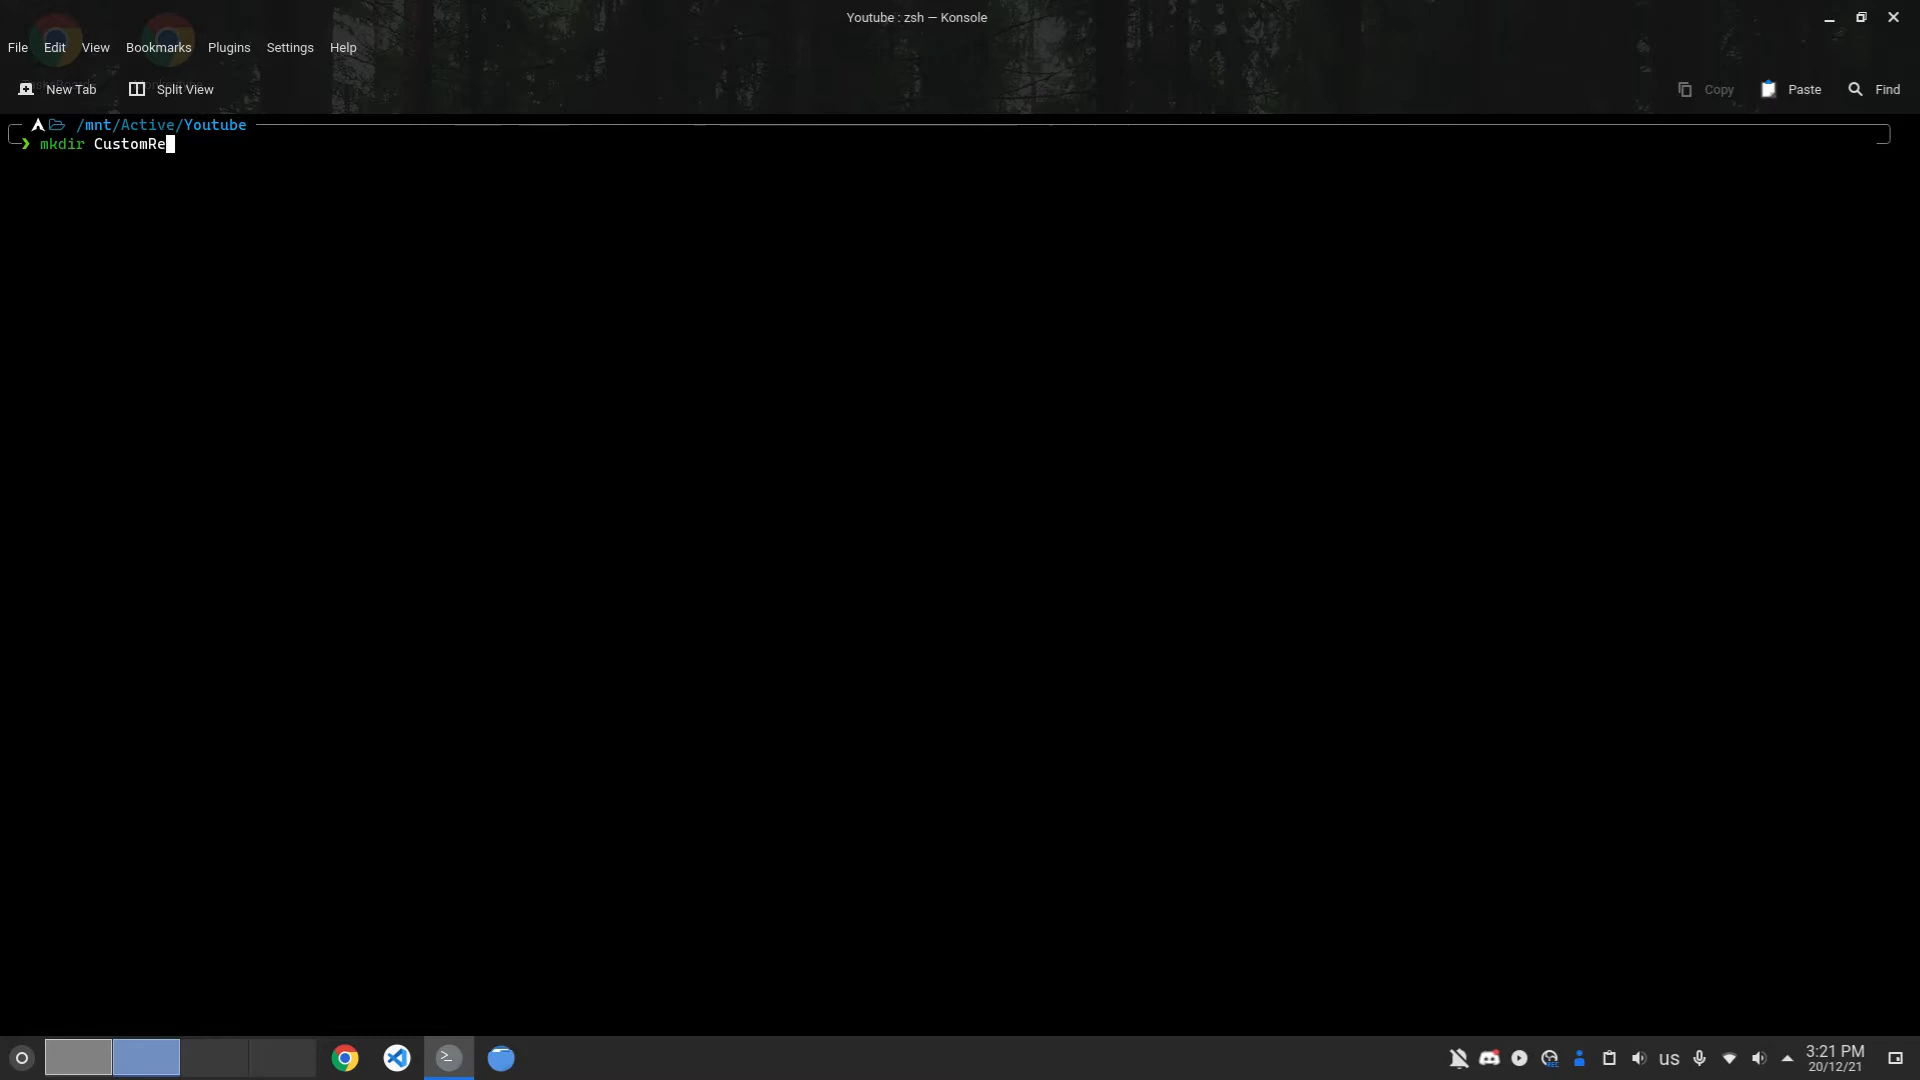 Youtube : zsh — Konsole
File Edit View Bookmarks Plugins Settings Help
New Tab Split View Copy Paste Find
/mnt/Active/Youtube
❯ mkdir CustomRe
us 3:21 PM
20/12/21